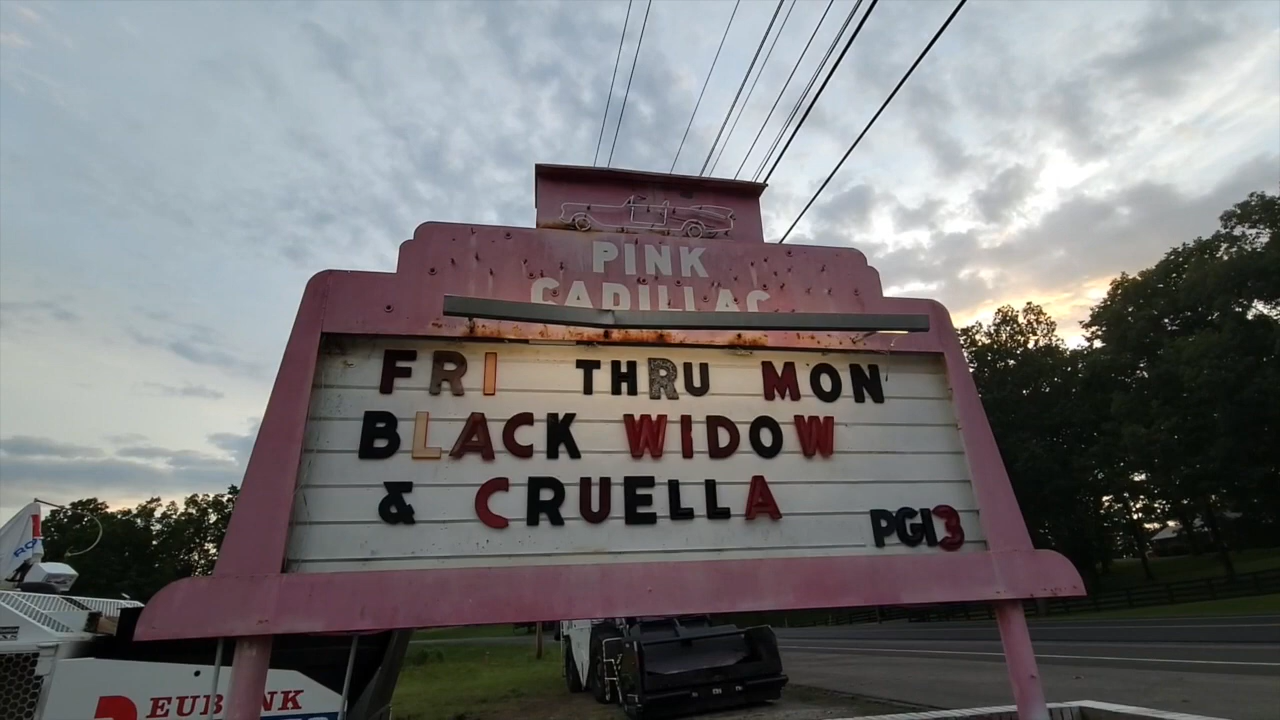 PINK
CADILLAC
FRI THRU MON
BLACK WIDOW
& CRUELLA
PG13
EUBANK